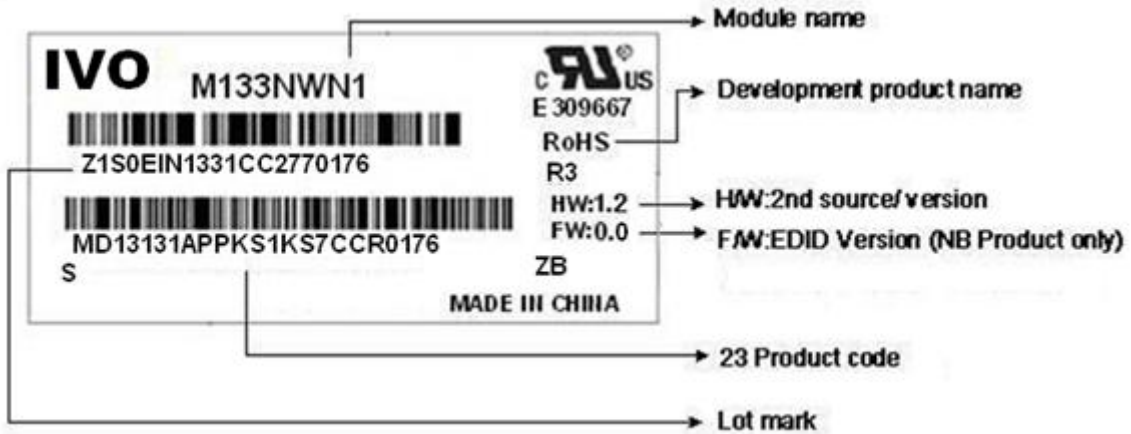 Module name
IVO
M133NWN1
C RU ® US
E 309667
Development product name
RoHS
Z1S0EIN1331CC2770176
R3
HW:1.2
H/W:2nd source/ version
MD13131APPKS1KS7CCR0176
FW:0.0
F/W:EDID Version (NB Product only)
S
ZB
MADE IN CHINA
23 Product code
Lot mark